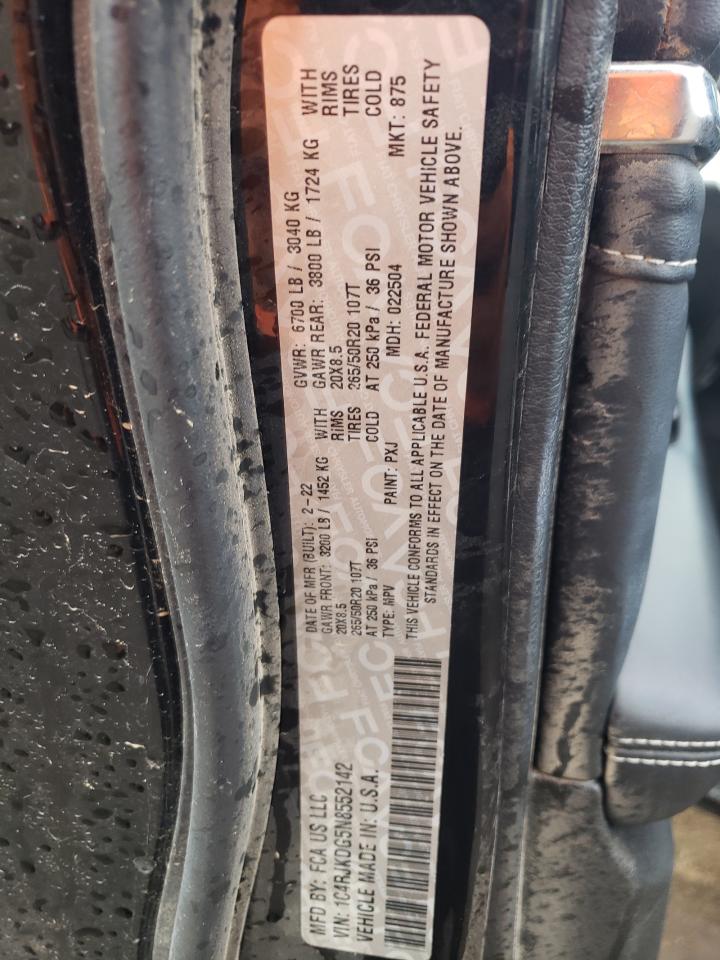 MFD BY: FCA US LLC
DATE OF MFR (BUILT): 2-22
GVWR: 6700 LB / 3040 KG
GAWR FRONT: 3200 LB / 1452 KG WITH
GAWR REAR: 3800 LB / 1724 KG WITH
20X8.5 RIMS
20X8.5 RIMS
265/50R20 107T TIRES
265/50R20 107T TIRES
AT 250 kPa / 36 PSI COLD
AT 250 kPa / 36 PSI COLD
VIN: 1C4RJKDG5N8552142
TYPE: MPV PAINT: PXJ MDH: 022504 MKT: 875
VEHICLE MADE IN: U.S.A.
THIS VEHICLE CONFORMS TO ALL APPLICABLE U.S.A. FEDERAL MOTOR VEHICLE SAFETY
STANDARDS IN EFFECT ON THE DATE OF MANUFACTURE SHOWN ABOVE.